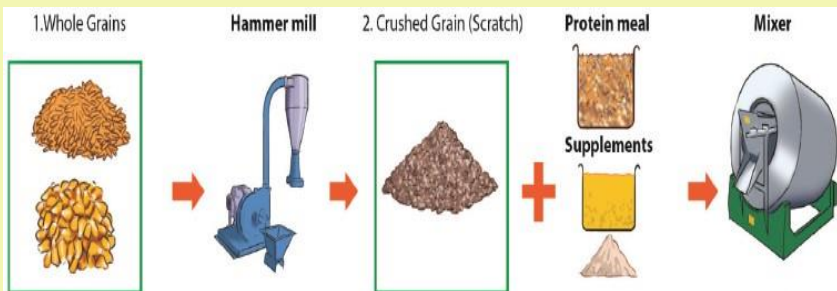 1.Whole Grains
Hammer mill
2. Crushed Grain (Scratch)
Protein meal
Mixer
Supplements